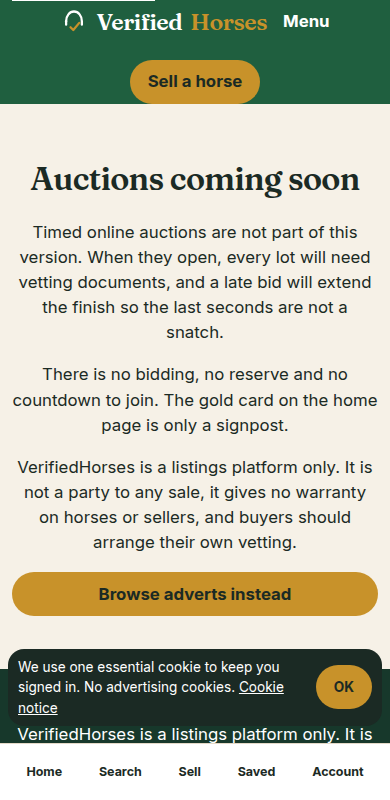 Verified Horses Menu
Sell a horse
Auctions coming soon
Timed online auctions are not part of this
version. When they open, every lot will need
vetting documents, and a late bid will extend
the finish so the last seconds are not a
snatch.
There is no bidding, no reserve and no
countdown to join. The gold card on the home
page is only a signpost.
VerifiedHorses is a listings platform only. It is
not a party to any sale, it gives no warranty
on horses or sellers, and buyers should
arrange their own vetting.
Browse adverts instead
We use one essential cookie to keep you
signed in. No advertising cookies. Cookie
notice
OK
VerifiedHorses is a listings platform only. It is
Home Search Sell Saved Account